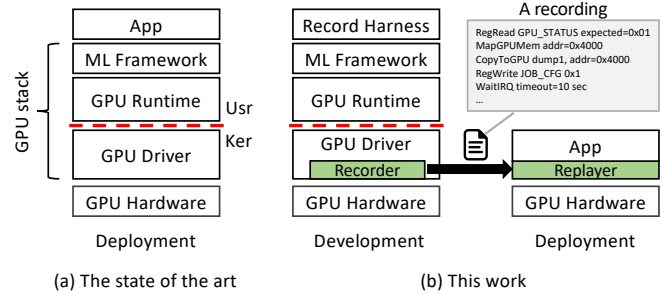 A recording
RegRead GPU_STATUS expected=0x01
MapGPUMem addr=0x4000
CopyToGPU dump1, addr=0x4000
RegWrite JOB_CFG 0x1
WaitIRQ timeout=10 sec
...
GPU stack
App
ML Framework
GPU Runtime
Usr
Ker
GPU Driver
GPU Hardware
Deployment
(a) The state of the art
Record Harness
ML Framework
GPU Runtime
GPU Driver
Recorder
GPU Hardware
Development
App
Replayer
GPU Hardware
Deployment
(b) This work